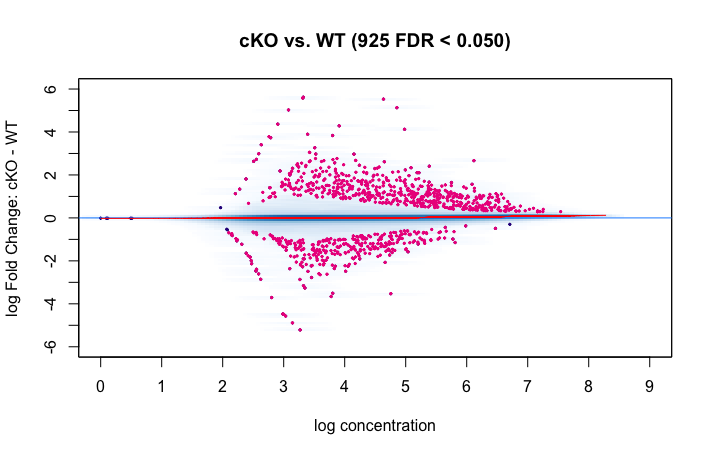 cKO vs. WT (925 FDR < 0.050)
log Fold Change: cKO - WT
6
4
2
0
-2
-4
-6
0 1 2 3 4 5 6 7 8 9
log concentration